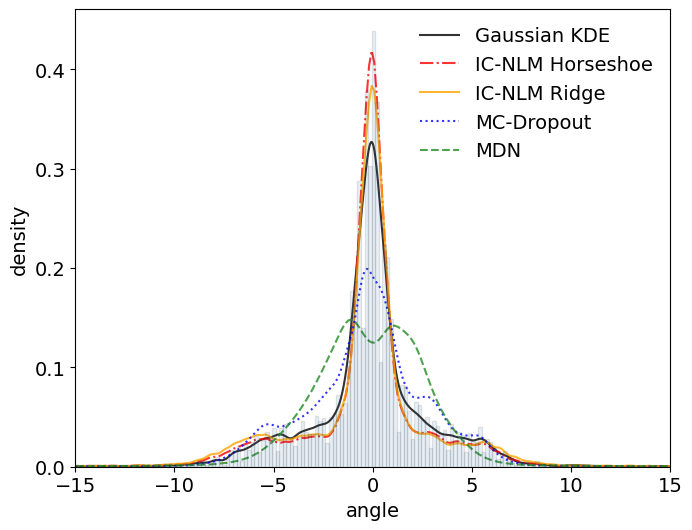 Gaussian KDE
IC-NLM Horseshoe
IC-NLM Ridge
MC-Dropout
MDN
density
0.4
0.3
0.2
0.1
0.0
−15
−10
−5
0
5
10
15
angle